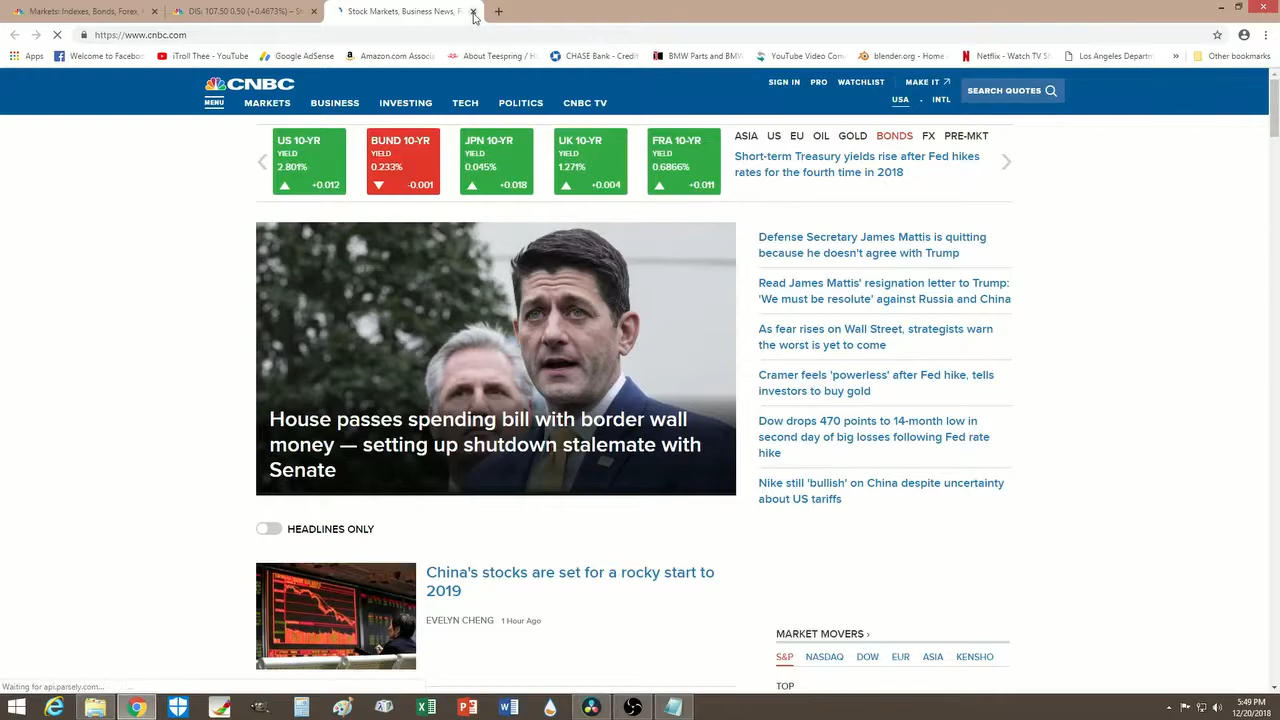 Markets: Indexes, Bonds, Forex,
DIS: 107.50 0.50 (+0.4673%) – S
Stock Markets, Business News, F
https://www.cnbc.com
Apps
Welcome to Faceboo
iTroll Thee - YouTube
Google AdSense
Amazon.com Associa
About Teespring / H
CHASE Bank - Credit
BMW Parts and BMW
YouTube Video Com
blender.org - Home
Netflix - Watch TV Sh
Los Angeles Departm
»
Other bookmarks
CNBC
SIGN IN
PRO
WATCHLIST
MAKE IT
USA
INTL
SEARCH QUOTES
MENU
MARKETS
BUSINESS
INVESTING
TECH
POLITICS
CNBC TV
US 10-YR
YIELD
2.801%
+0.012
BUND 10-YR
YIELD
0.233%
-0.001
JPN 10-YR
YIELD
0.045%
+0.018
UK 10-YR
YIELD
1.271%
+0.004
FRA 10-YR
YIELD
0.6866%
+0.011
ASIA US EU OIL GOLD BONDS FX PRE-MKT
Short-term Treasury yields rise after Fed hikes
rates for the fourth time in 2018
House passes spending bill with border wall
money — setting up shutdown stalemate with
Senate
Defense Secretary James Mattis is quitting
because he doesn't agree with Trump
Read James Mattis' resignation letter to Trump:
'We must be resolute' against Russia and China
As fear rises on Wall Street, strategists warn
the worst is yet to come
Cramer feels 'powerless' after Fed hike, tells
investors to buy gold
Dow drops 470 points to 14-month low in
second day of big losses following Fed rate
hike
Nike still 'bullish' on China despite uncertainty
about US tariffs
HEADLINES ONLY
China's stocks are set for a rocky start to
2019
EVELYN CHENG 1 Hour Ago
MARKET MOVERS ›
S&P NASDAQ DOW EUR ASIA KENSHO
TOP
Waiting for api.parsely.com...
5:49 PM
12/20/2018